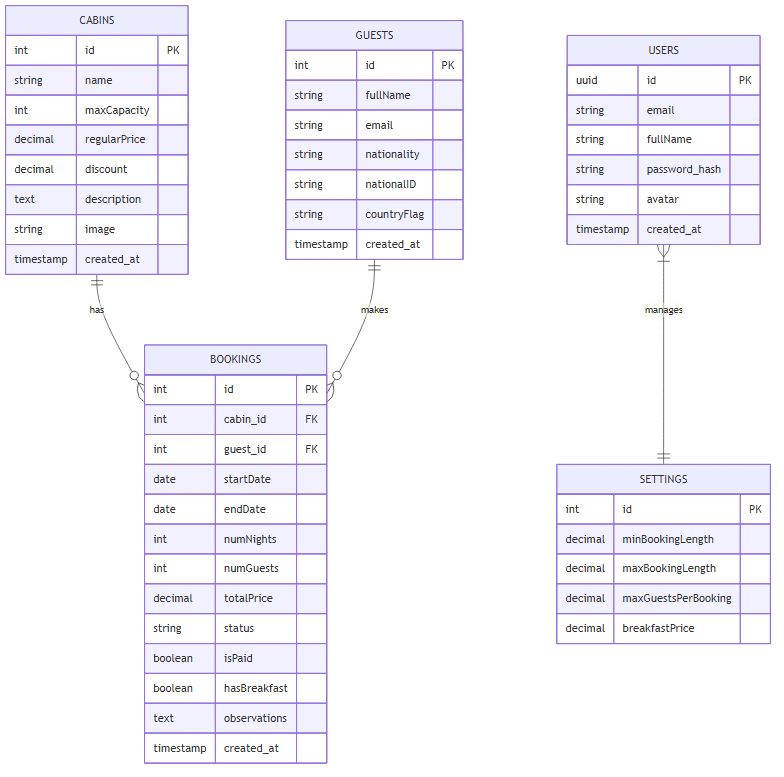 CABINS
int id PK
string name
int maxCapacity
decimal regularPrice
decimal discount
text description
string image
timestamp created_at
GUESTS
int id PK
string fullName
string email
string nationality
string nationalID
string countryFlag
timestamp created_at
USERS
uuid id PK
string email
string fullName
string password_hash
string avatar
timestamp created_at
has
makes
manages
BOOKINGS
int id PK
int cabin_id FK
int guest_id FK
date startDate
date endDate
int numNights
int numGuests
decimal totalPrice
string status
boolean isPaid
boolean hasBreakfast
text observations
timestamp created_at
SETTINGS
int id PK
decimal minBookingLength
decimal maxBookingLength
decimal maxGuestsPerBooking
decimal breakfastPrice